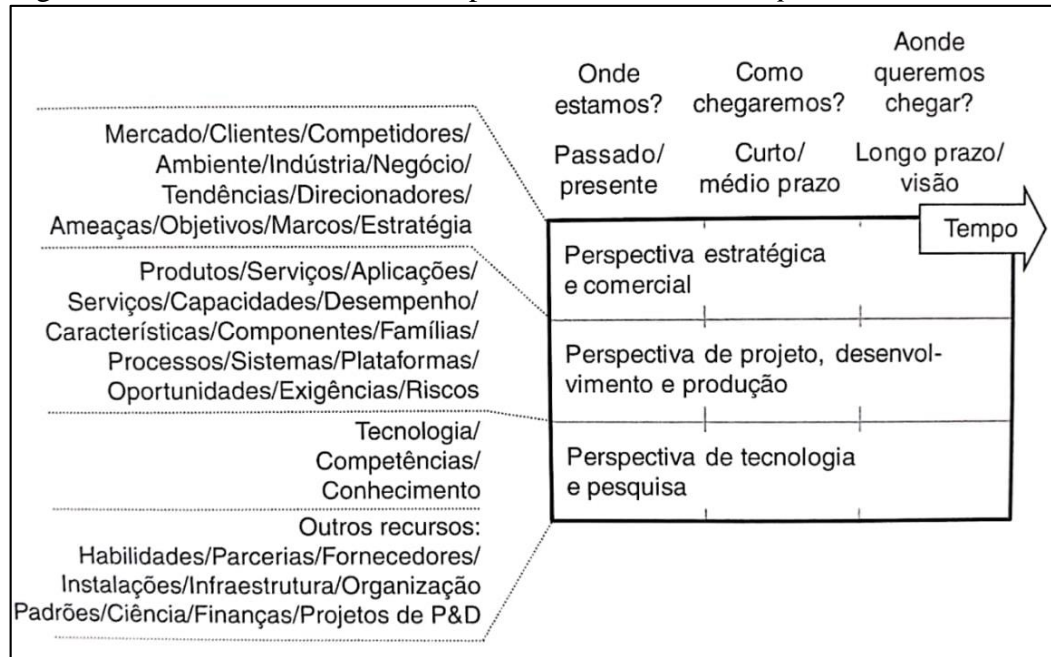 Onde
estamos?
Como
chegaremos?
Aonde
queremos
chegar?
Passado/
presente
Curto/
médio prazo
Longo prazo/
visão
Tempo
Mercado/Clientes/Competidores/
Ambiente/Indústria/Negócio/
Tendências/Direcionadores/
Ameaças/Objetivos/Marcos/Estratégia
Perspectiva estratégica
e comercial
Produtos/Serviços/Aplicações/
Serviços/Capacidades/Desempenho/
Características/Componentes/Famílias/
Processos/Sistemas/Plataformas/
Oportunidades/Exigências/Riscos
Perspectiva de projeto, desenvol-
vimento e produção
Tecnologia/
Competências/
Conhecimento
Perspectiva de tecnologia
e pesquisa
Outros recursos:
Habilidades/Parcerias/Fornecedores/
Instalações/Infraestrutura/Organização
Padrões/Ciência/Finanças/Projetos de P&D